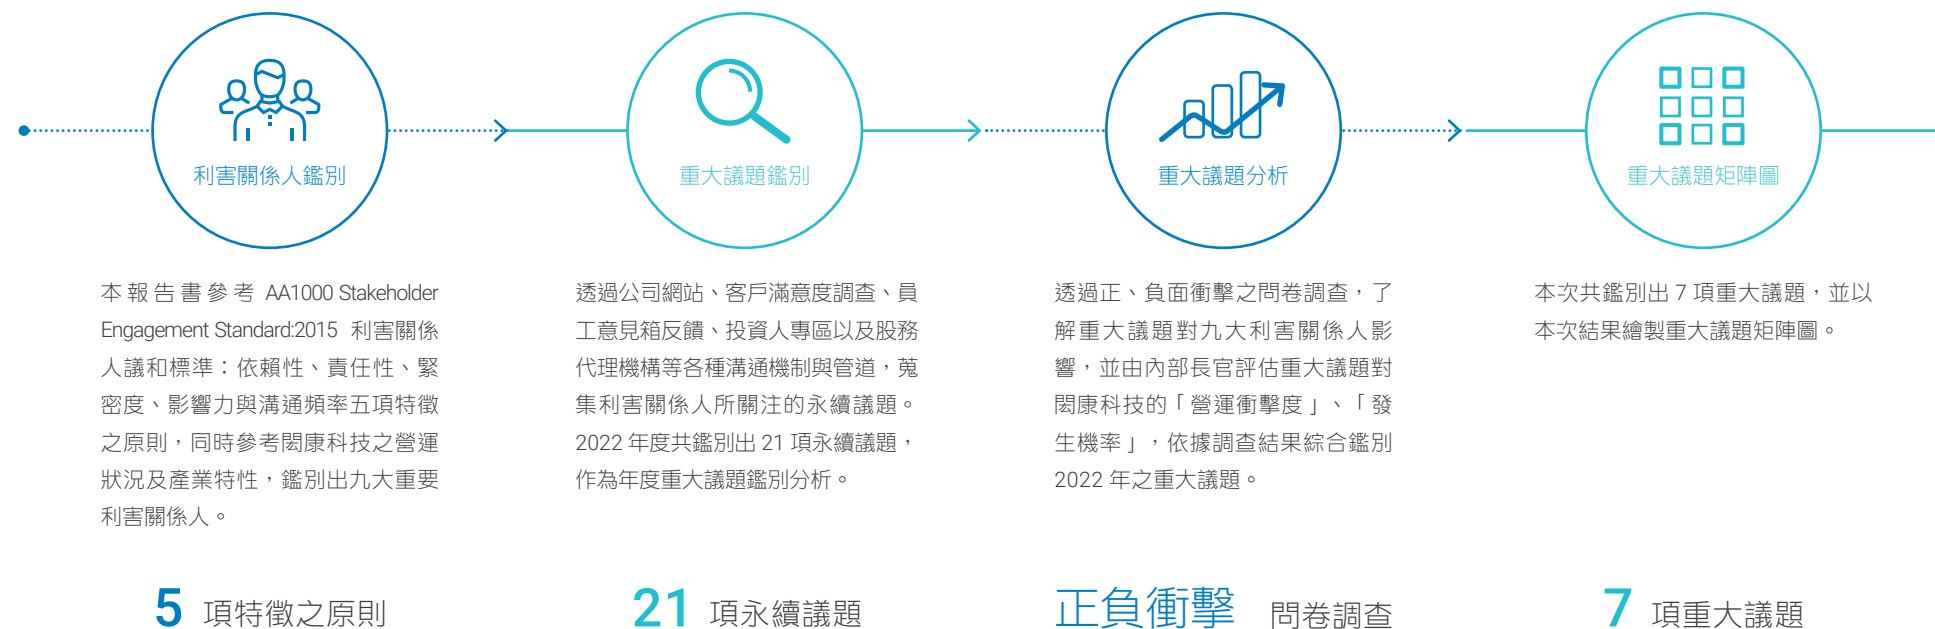 利害關係人鑑別
本報告書參考 AA1000 Stakeholder
Engagement Standard:2015 利害關係
人議和標準：依賴性、責任性、緊
密度、影響力與溝通頻率五項特徵
之原則，同時參考閎康科技之營運
狀況及產業特性，鑑別出九大重要
利害關係人。
5 項特徵之原則
重大議題鑑別
透過公司網站、客戶滿意度調查、員
工意見箱反饋、投資人專區以及股務
代理機構等各種溝通機制與管道，蒐
集利害關係人所關注的永續議題。
2022 年度共鑑別出 21 項永續議題，
作為年度重大議題鑑別分析。
21 項永續議題
重大議題分析
透過正、負面衝擊之問卷調查，了
解重大議題對九大利害關係人影
響，並由內部長官評估重大議題對
閎康科技的「營運衝擊度」、「發
生機率」，依據調查結果綜合鑑別
2022 年之重大議題。
正負衝擊 問卷調查
重大議題矩陣圖
本次共鑑別出 7 項重大議題，並以
本次結果繪製重大議題矩陣圖。
7 項重大議題